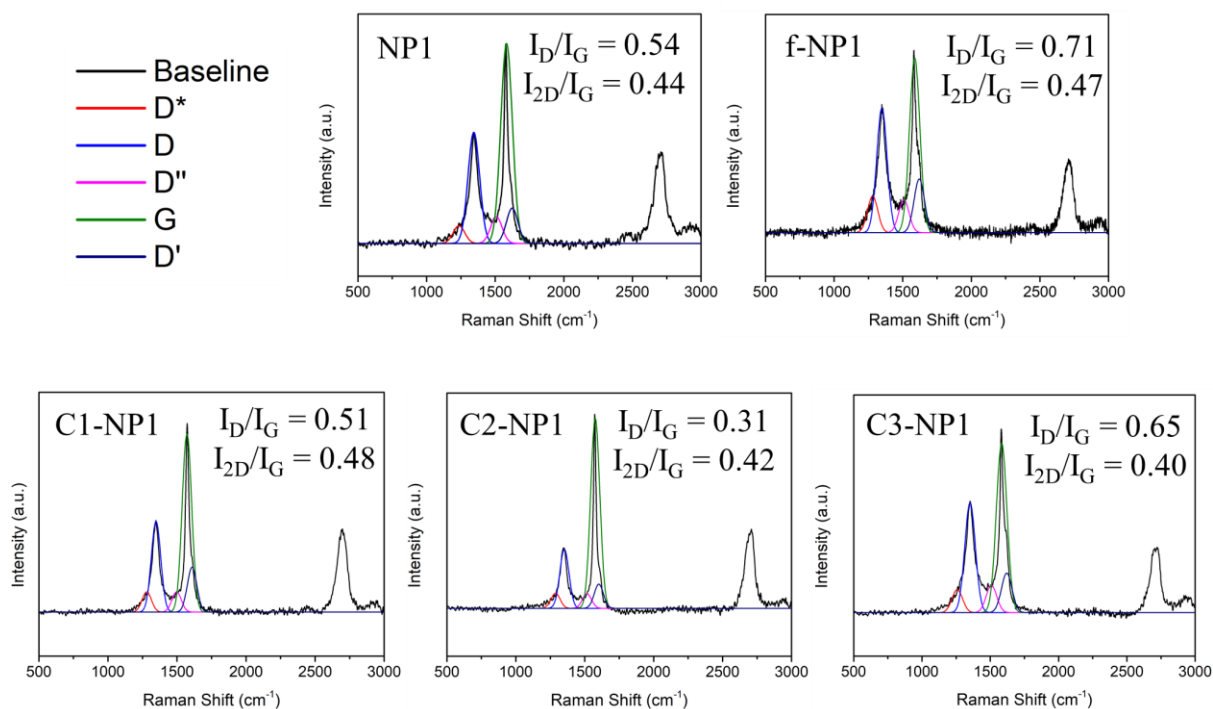 Baseline
D*
D
D"
G
D'
NP1
I_D/I_G = 0.54
I_2D/I_G = 0.44
Intensity (a.u.)
500 1000 1500 2000 2500 3000
Raman Shift (cm⁻¹)
f-NP1
I_D/I_G = 0.71
I_2D/I_G = 0.47
Intensity (a.u.)
500 1000 1500 2000 2500 3000
Raman Shift (cm⁻¹)
C1-NP1
I_D/I_G = 0.51
I_2D/I_G = 0.48
Intensity (a.u.)
500 1000 1500 2000 2500 3000
Raman Shift (cm⁻¹)
C2-NP1
I_D/I_G = 0.31
I_2D/I_G = 0.42
Intensity (a.u.)
500 1000 1500 2000 2500 3000
Raman Shift (cm⁻¹)
C3-NP1
I_D/I_G = 0.65
I_2D/I_G = 0.40
Intensity (a.u.)
500 1000 1500 2000 2500 3000
Raman Shift (cm⁻¹)